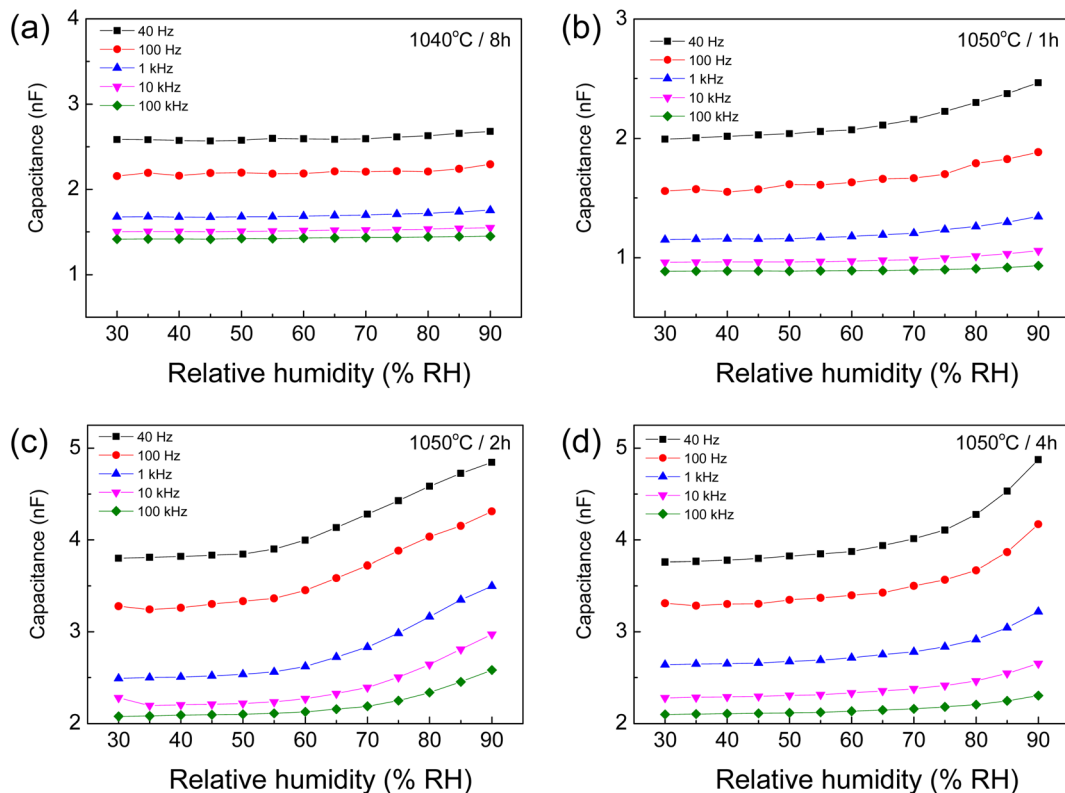 (a)
1040°C / 8h
40 Hz
100 Hz
1 kHz
10 kHz
100 kHz
Capacitance (nF)
4
3
2
1
30 40 50 60 70 80 90
Relative humidity (% RH)
(b)
1050°C / 1h
40 Hz
100 Hz
1 kHz
10 kHz
100 kHz
Capacitance (nF)
3
2
1
30 40 50 60 70 80 90
Relative humidity (% RH)
(c)
1050°C / 2h
40 Hz
100 Hz
1 kHz
10 kHz
100 kHz
Capacitance (nF)
5
4
3
2
30 40 50 60 70 80 90
Relative humidity (% RH)
(d)
1050°C / 4h
40 Hz
100 Hz
1 kHz
10 kHz
100 kHz
Capacitance (nF)
5
4
3
2
30 40 50 60 70 80 90
Relative humidity (% RH)